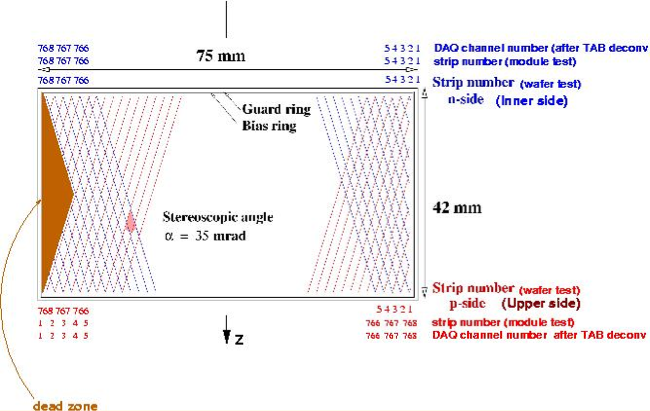 768 767 766 5 4 3 2 1 DAQ channel number (after TAB deconv
768 767 766 75 mm 5 4 3 2 1 strip number (module test)
768 767 766 5 4 3 2 1 Strip number (wafer test)
n-side (Inner side)
Guard ring
Bias ring
42 mm
Stereoscopic angle
α = 35 mrad
Strip number (wafer test)
p-side (Upper side)
768 767 766 5 4 3 2 1
1 2 3 4 5 766 767 768 strip number (module test)
1 2 3 4 5 766 767 768 DAQ channel number after TAB deconv
z
dead zone